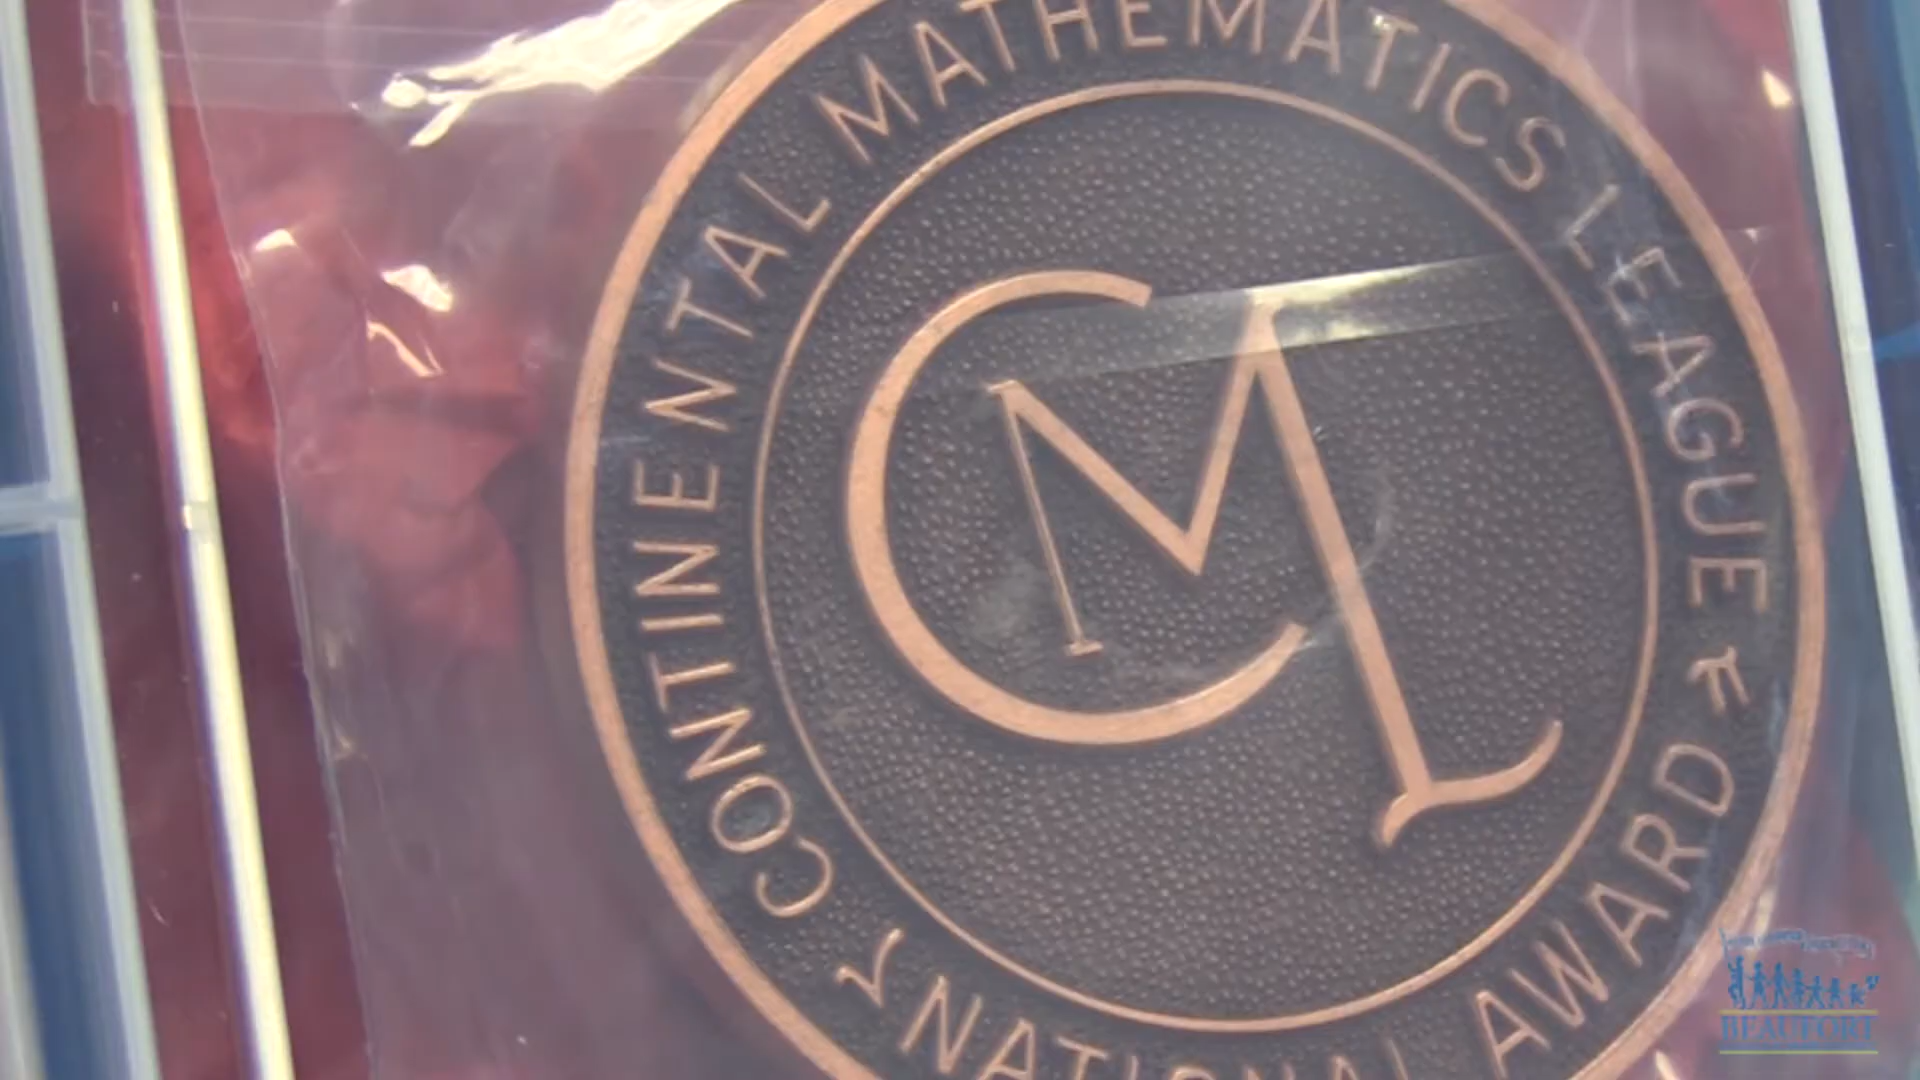 CONTINENTAL MATHEMATICS LEAGUE
NATIONAL AWARD
CML
BEAUFORT